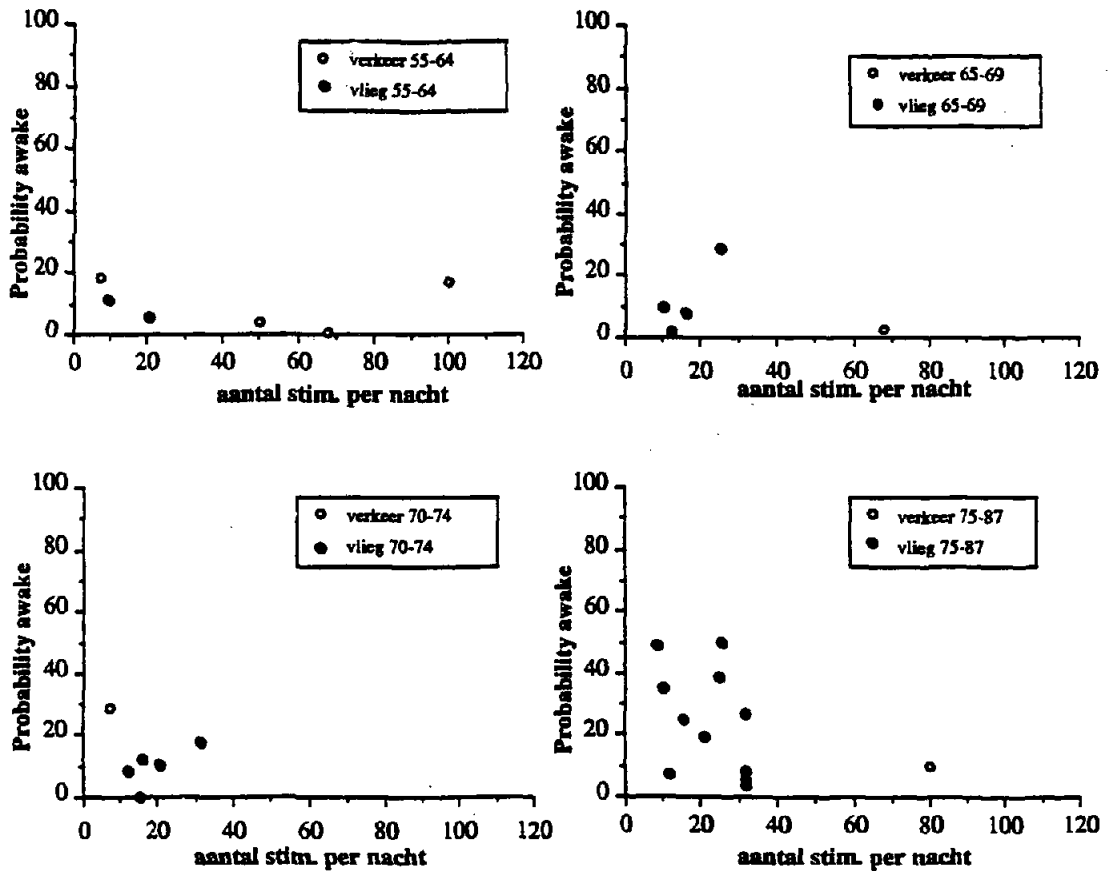 100
80
60
40
20
0
Probability awake
verkeer 55-64
vlieg 55-64
0 20 40 60 80 100 120
aantal stim. per nacht
100
80
60
40
20
0
Probability awake
verkeer 65-69
vlieg 65-69
0 20 40 60 80 100 120
aantal stim. per nacht
100
80
60
40
20
0
Probability awake
verkeer 70-74
vlieg 70-74
0 20 40 60 80 100 120
aantal stim. per nacht
100
80
60
40
20
0
Probability awake
verkeer 75-87
vlieg 75-87
0 20 40 60 80 100 120
aantal stim. per nacht